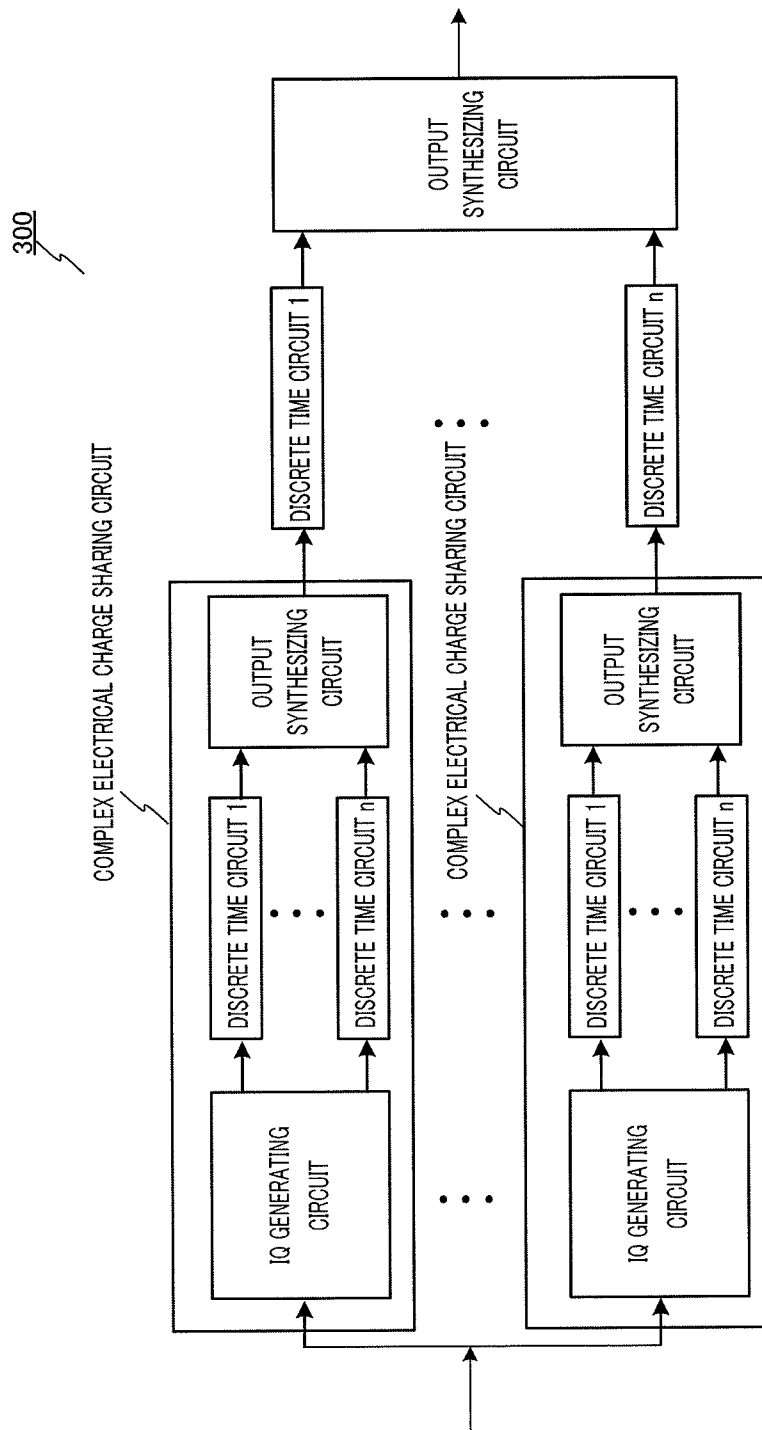 300
COMPLEX ELECTRICAL CHARGE SHARING CIRCUIT
IQ GENERATING
CIRCUIT
DISCRETE TIME CIRCUIT 1
DISCRETE TIME CIRCUIT n
OUTPUT
SYNTHESIZING
CIRCUIT
DISCRETE TIME CIRCUIT 1
COMPLEX ELECTRICAL CHARGE SHARING CIRCUIT
IQ GENERATING
CIRCUIT
DISCRETE TIME CIRCUIT 1
DISCRETE TIME CIRCUIT n
OUTPUT
SYNTHESIZING
CIRCUIT
DISCRETE TIME CIRCUIT n
OUTPUT
SYNTHESIZING
CIRCUIT